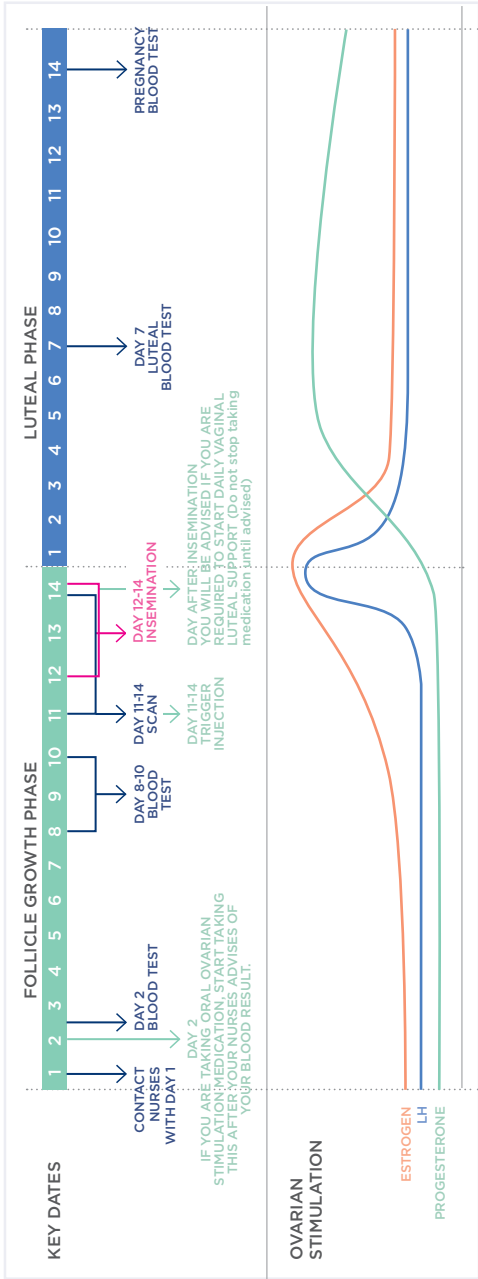 KEY DATES
FOLLICLE GROWTH PHASE
LUTEAL PHASE
1 2 3 4 5 6 7 8 9 10 11 12 13 14 1 2 3 4 5 6 7 8 9 10 11 12 13 14
CONTACT
NURSES
WITH DAY 1
DAY 2
BLOOD TEST
DAY 8-10
BLOOD
TEST
DAY 11-14
SCAN
DAY 12-14
INSEMINATION
DAY 7
LUTEAL
BLOOD TEST
PREGNANCY
BLOOD TEST
DAY 2
IF YOU ARE TAKING ORAL OVARIAN
STIMULATION MEDICATION, START TAKING
THIS AFTER YOUR NURSES ADVISES OF
YOUR BLOOD RESULT.
DAY 11-14
TRIGGER
INJECTION
DAY AFTER INSEMINATION
YOU WILL BE ADVISED IF YOU ARE
REQUIRED TO START DAILY VAGINAL
LUTEAL SUPPORT (Do not stop taking
medication until advised)
OVARIAN
STIMULATION
ESTROGEN
LH
PROGESTERONE